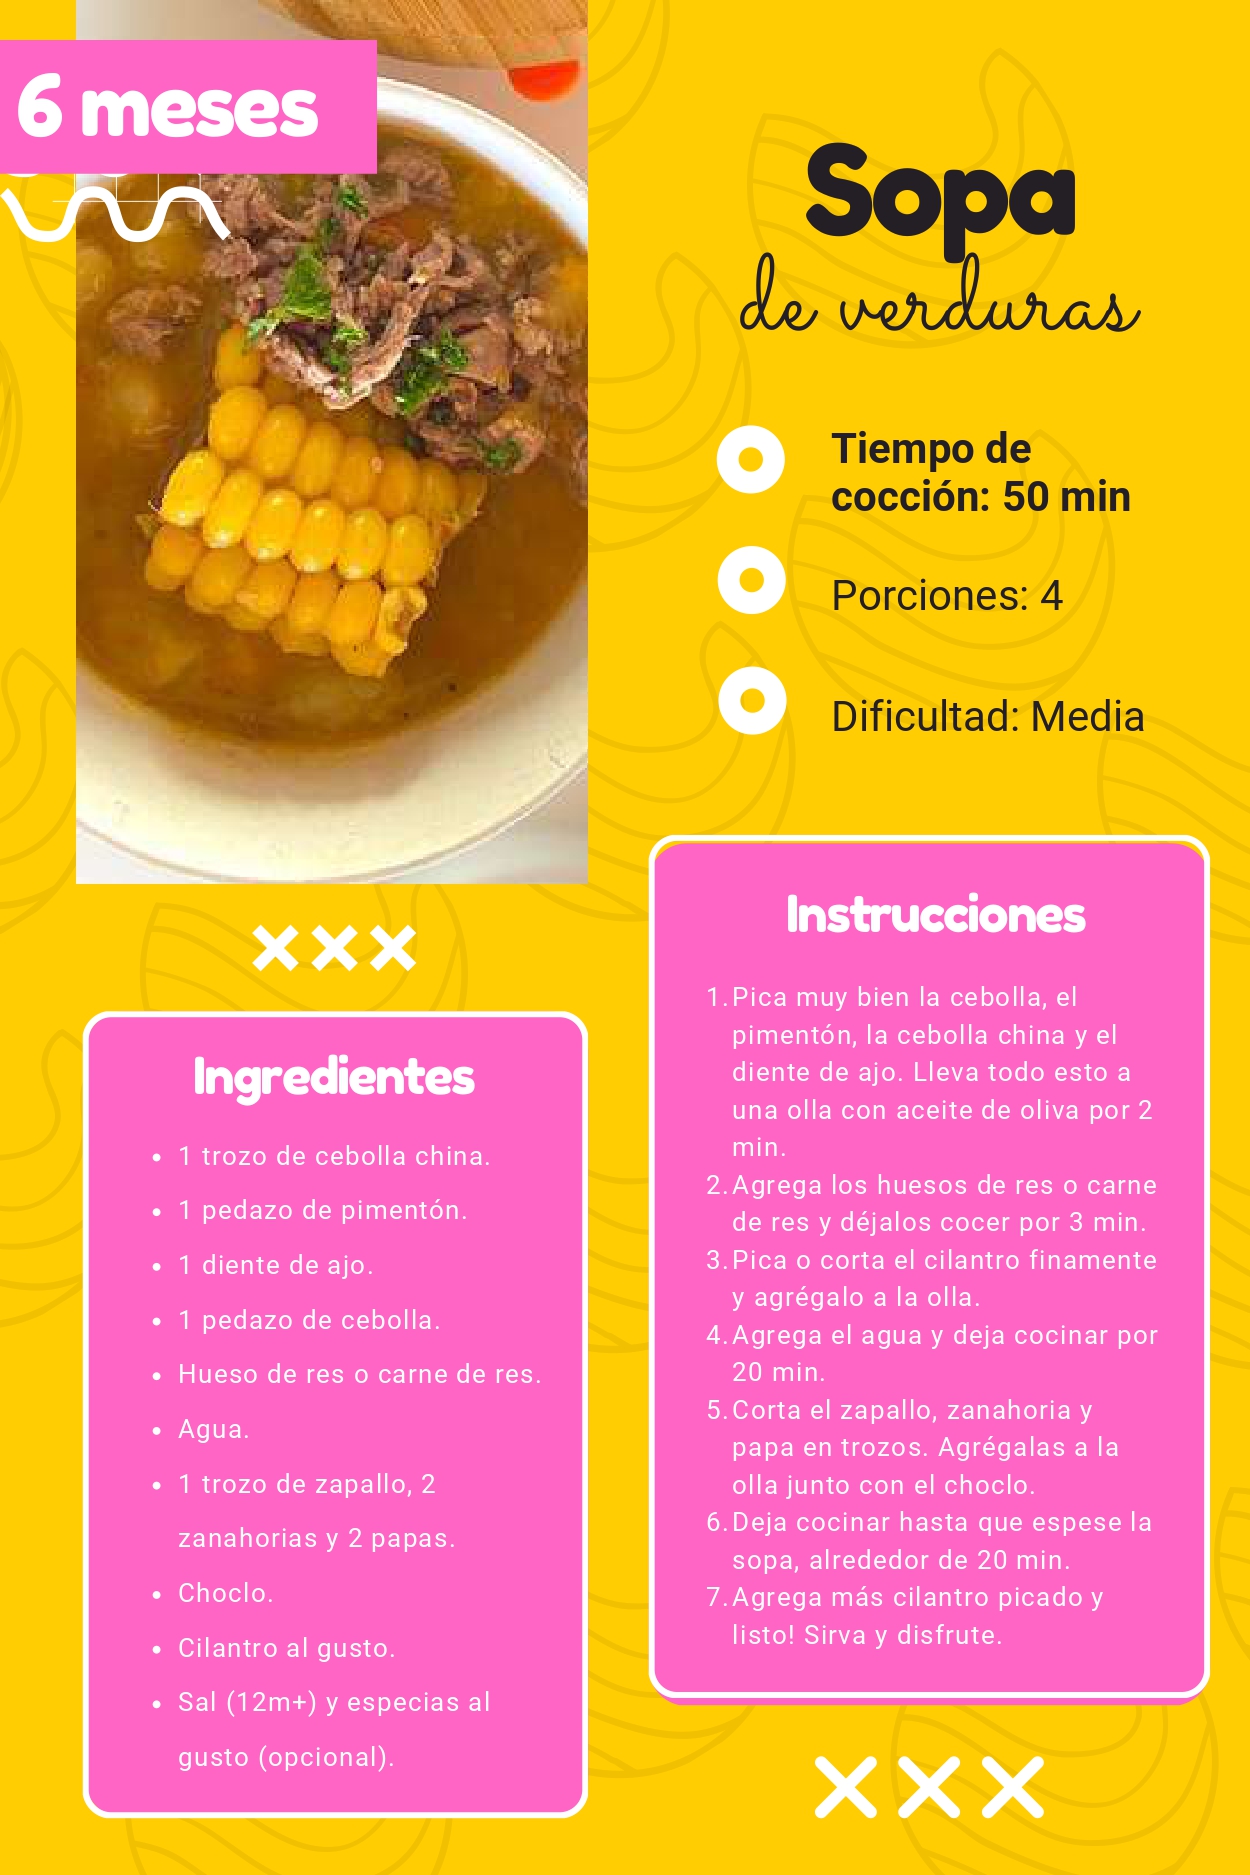 6 meses
Sopa
de verduras
Tiempo de
cocción: 50 min
Porciones: 4
Dificultad: Media
Ingredientes
• 1 trozo de cebolla china.
• 1 pedazo de pimentón.
• 1 diente de ajo.
• 1 pedazo de cebolla.
• Hueso de res o carne de res.
• Agua.
• 1 trozo de zapallo, 2
zanahorias y 2 papas.
• Choclo.
• Cilantro al gusto.
• Sal (12m+) y especias al
gusto (opcional).
Instrucciones
1. Pica muy bien la cebolla, el
pimentón, la cebolla china y el
diente de ajo. Lleva todo esto a
una olla con aceite de oliva por 2
min.
2. Agrega los huesos de res o carne
de res y déjalos cocer por 3 min.
3. Pica o corta el cilantro finamente
y agrégalo a la olla.
4. Agrega el agua y deja cocinar por
20 min.
5. Corta el zapallo, zanahoria y
papa en trozos. Agrégalas a la
olla junto con el choclo.
6. Deja cocinar hasta que espese la
sopa, alrededor de 20 min.
7. Agrega más cilantro picado y
listo! Sirva y disfrute.